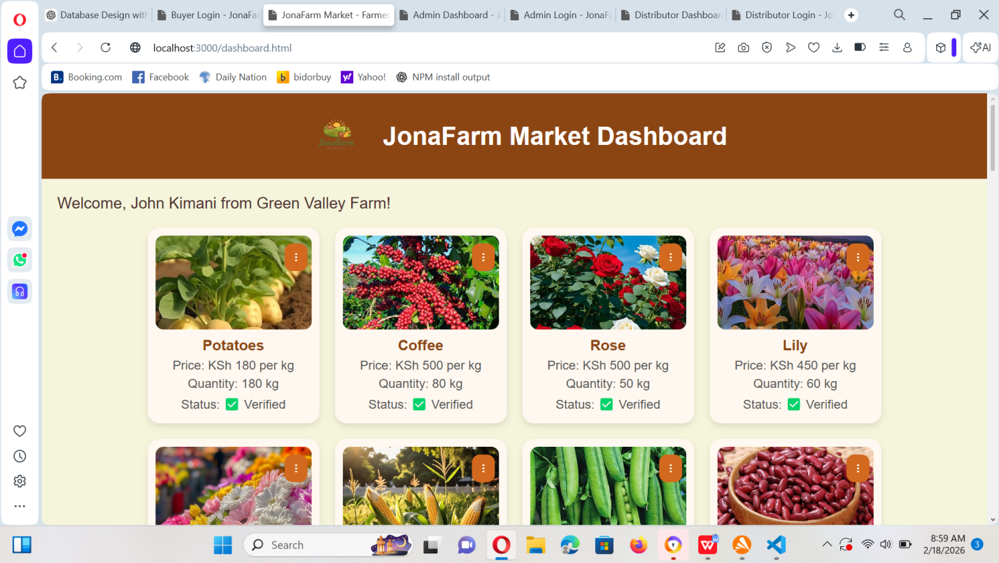 Database Design with
Buyer Login - JonaFar
JonaFarm Market - Farmer
Admin Dashboard - J
Admin Login - JonaFa
Distributor Dashboard
Distributor Login - Jo
localhost:3000/dashboard.html
AI
B. Booking.com
Facebook
Daily Nation
b bidorbuy
y! Yahoo!
NPM install output
JonaFarm
MARKET
JonaFarm Market Dashboard
Welcome, John Kimani from Green Valley Farm!
Potatoes
Price: KSh 180 per kg
Quantity: 180 kg
Status: ✅ Verified
Coffee
Price: KSh 500 per kg
Quantity: 80 kg
Status: ✅ Verified
Rose
Price: KSh 500 per kg
Quantity: 50 kg
Status: ✅ Verified
Lily
Price: KSh 450 per kg
Quantity: 60 kg
Status: ✅ Verified
Search
8:59 AM
2/18/2026
3